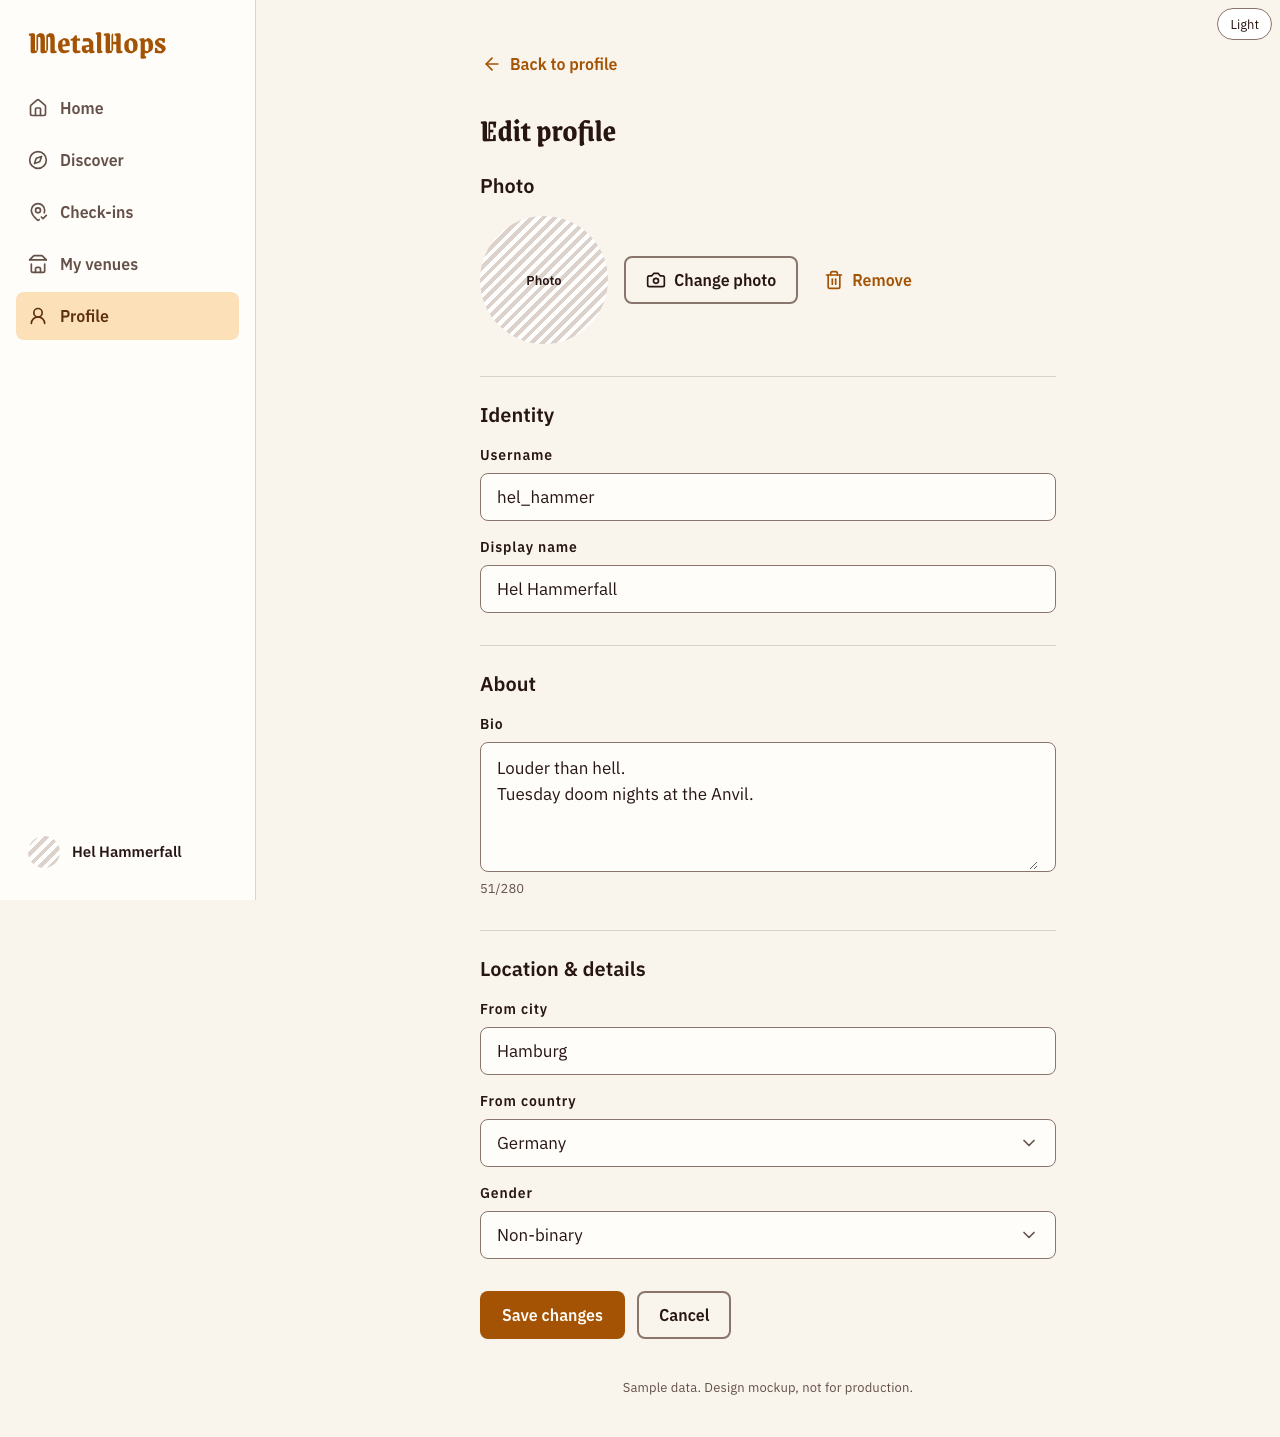 MetalHops
Light
Home
Discover
Check-ins
My venues
Profile
Hel Hammerfall
Back to profile
Edit profile
Photo
Photo
Change photo
Remove
Identity
Username
hel_hammer
Display name
Hel Hammerfall
About
Bio
Louder than hell.
Tuesday doom nights at the Anvil.
51/280
Location & details
From city
Hamburg
From country
Germany
Gender
Non-binary
Save changes
Cancel
Sample data. Design mockup, not for production.